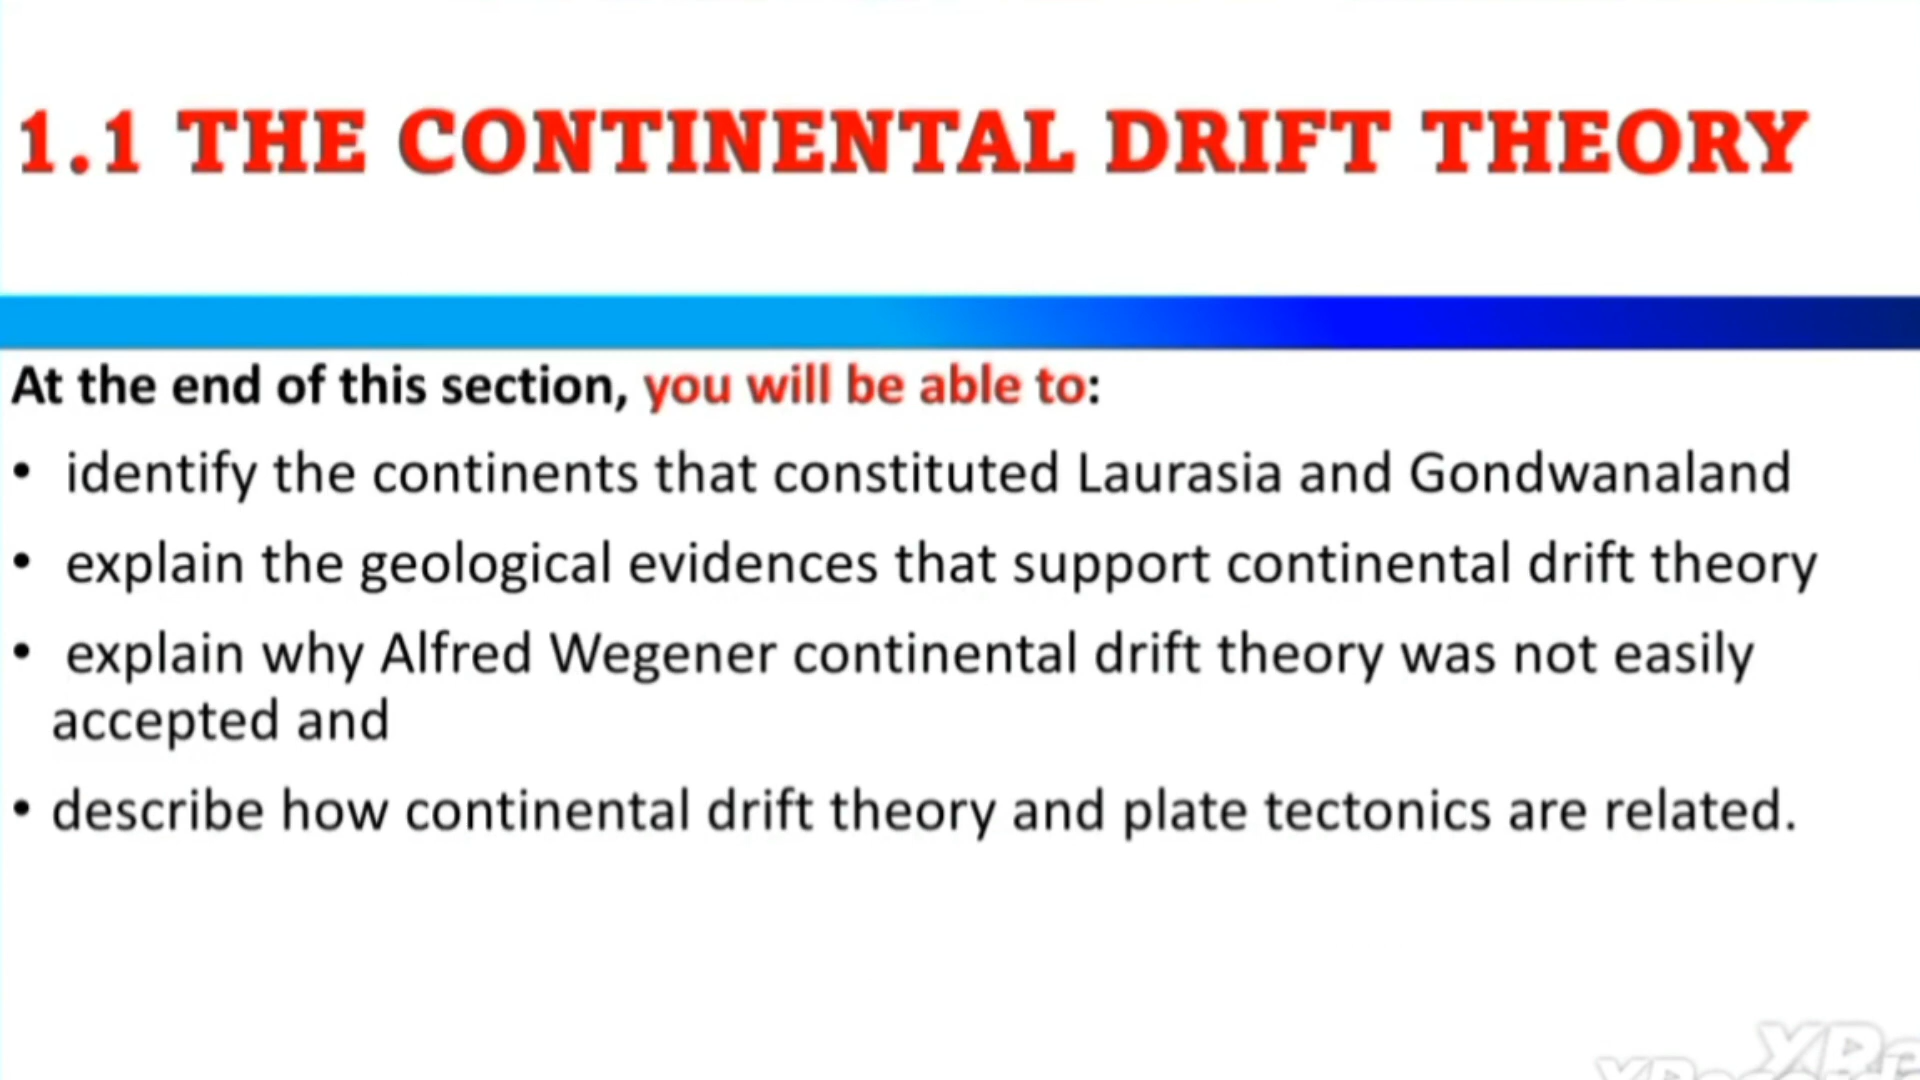 1.1 THE CONTINENTAL DRIFT THEORY
At the end of this section, you will be able to:
• identify the continents that constituted Laurasia and Gondwanaland
• explain the geological evidences that support continental drift theory
• explain why Alfred Wegener continental drift theory was not easily
accepted and
• describe how continental drift theory and plate tectonics are related.